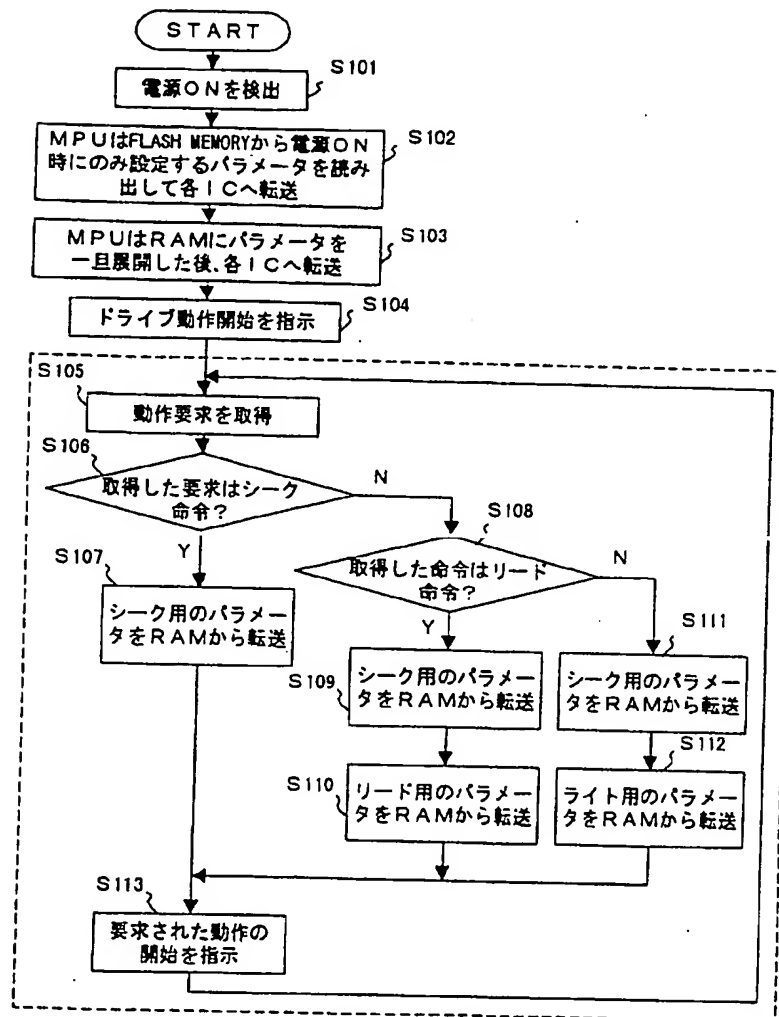 START
S101
電源ONを検出
MPUはFLASH MEMORYから電源ON
時にのみ設定するパラメータを読み
出して各ICへ転送
S102
MPUはRAMにパラメータを
一旦展開した後、各ICへ転送
S103
S104
ドライブ動作開始を指示
S105
動作要求を取得
S106
取得した要求はシーク
命令？
N
Y
S108
取得した命令はリード
命令？
N
Y
S107
シーク用のパラメー
タをRAMから転送
S109
シーク用のパラメー
タをRAMから転送
S111
シーク用のパラメー
タをRAMから転送
S110
リード用のパラメー
タをRAMから転送
S112
ライト用のパラメー
タをRAMから転送
S113
要求された動作の
開始を指示